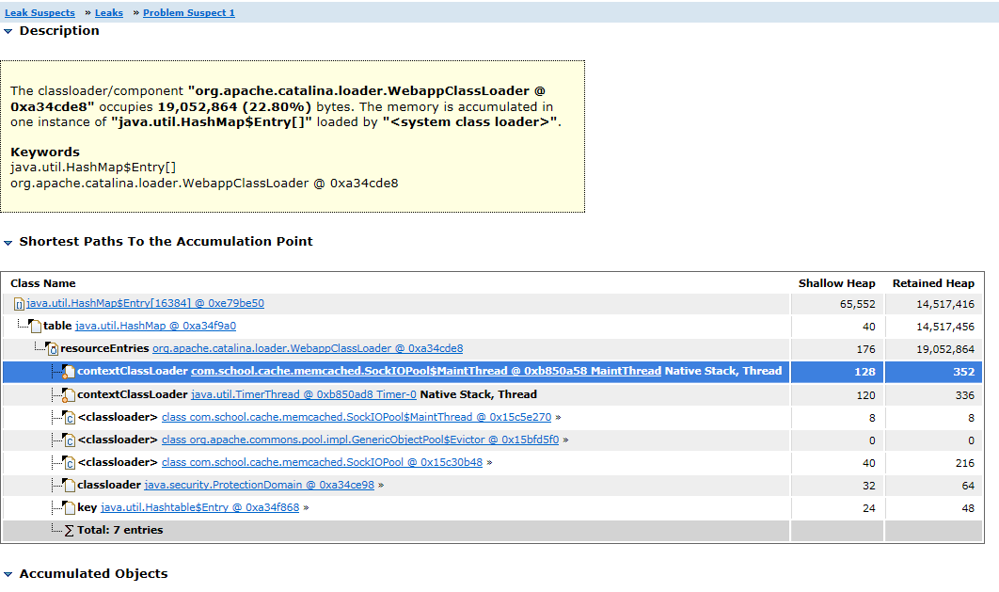 Leak Suspects » Leaks » Problem Suspect 1
Description
The classloader/component "org.apache.catalina.loader.WebappClassLoader @
0xa34cde8" occupies 19,052,864 (22.80%) bytes. The memory is accumulated in
one instance of "java.util.HashMap$Entry[]" loaded by "<system class loader>".
Keywords
java.util.HashMap$Entry[]
org.apache.catalina.loader.WebappClassLoader @ 0xa34cde8
Shortest Paths To the Accumulation Point
Class Name Shallow Heap Retained Heap
java.util.HashMap$Entry[16384] @ 0xe79be50 65,552 14,517,416
table java.util.HashMap @ 0xa34f9a0 40 14,517,456
resourceEntries org.apache.catalina.loader.WebappClassLoader @ 0xa34cde8 176 19,052,864
contextClassLoader com.school.cache.memcached.SockIOPool$MaintThread @ 0xb850a58 MaintThread Native Stack, Thread 128 352
contextClassLoader java.util.TimerThread @ 0xb850ad8 Timer-0 Native Stack, Thread 120 336
<classloader> class com.school.cache.memcached.SockIOPool$MaintThread @ 0x15c5e270 » 8 8
<classloader> class org.apache.commons.pool.impl.GenericObjectPool$Evictor @ 0x15bfd5f0 » 0 0
<classloader> class com.school.cache.memcached.SockIOPool @ 0x15c30b48 » 40 216
classloader java.security.ProtectionDomain @ 0xa34ce98 » 32 64
key java.util.Hashtable$Entry @ 0xa34f868 » 24 48
Σ Total: 7 entries
Accumulated Objects